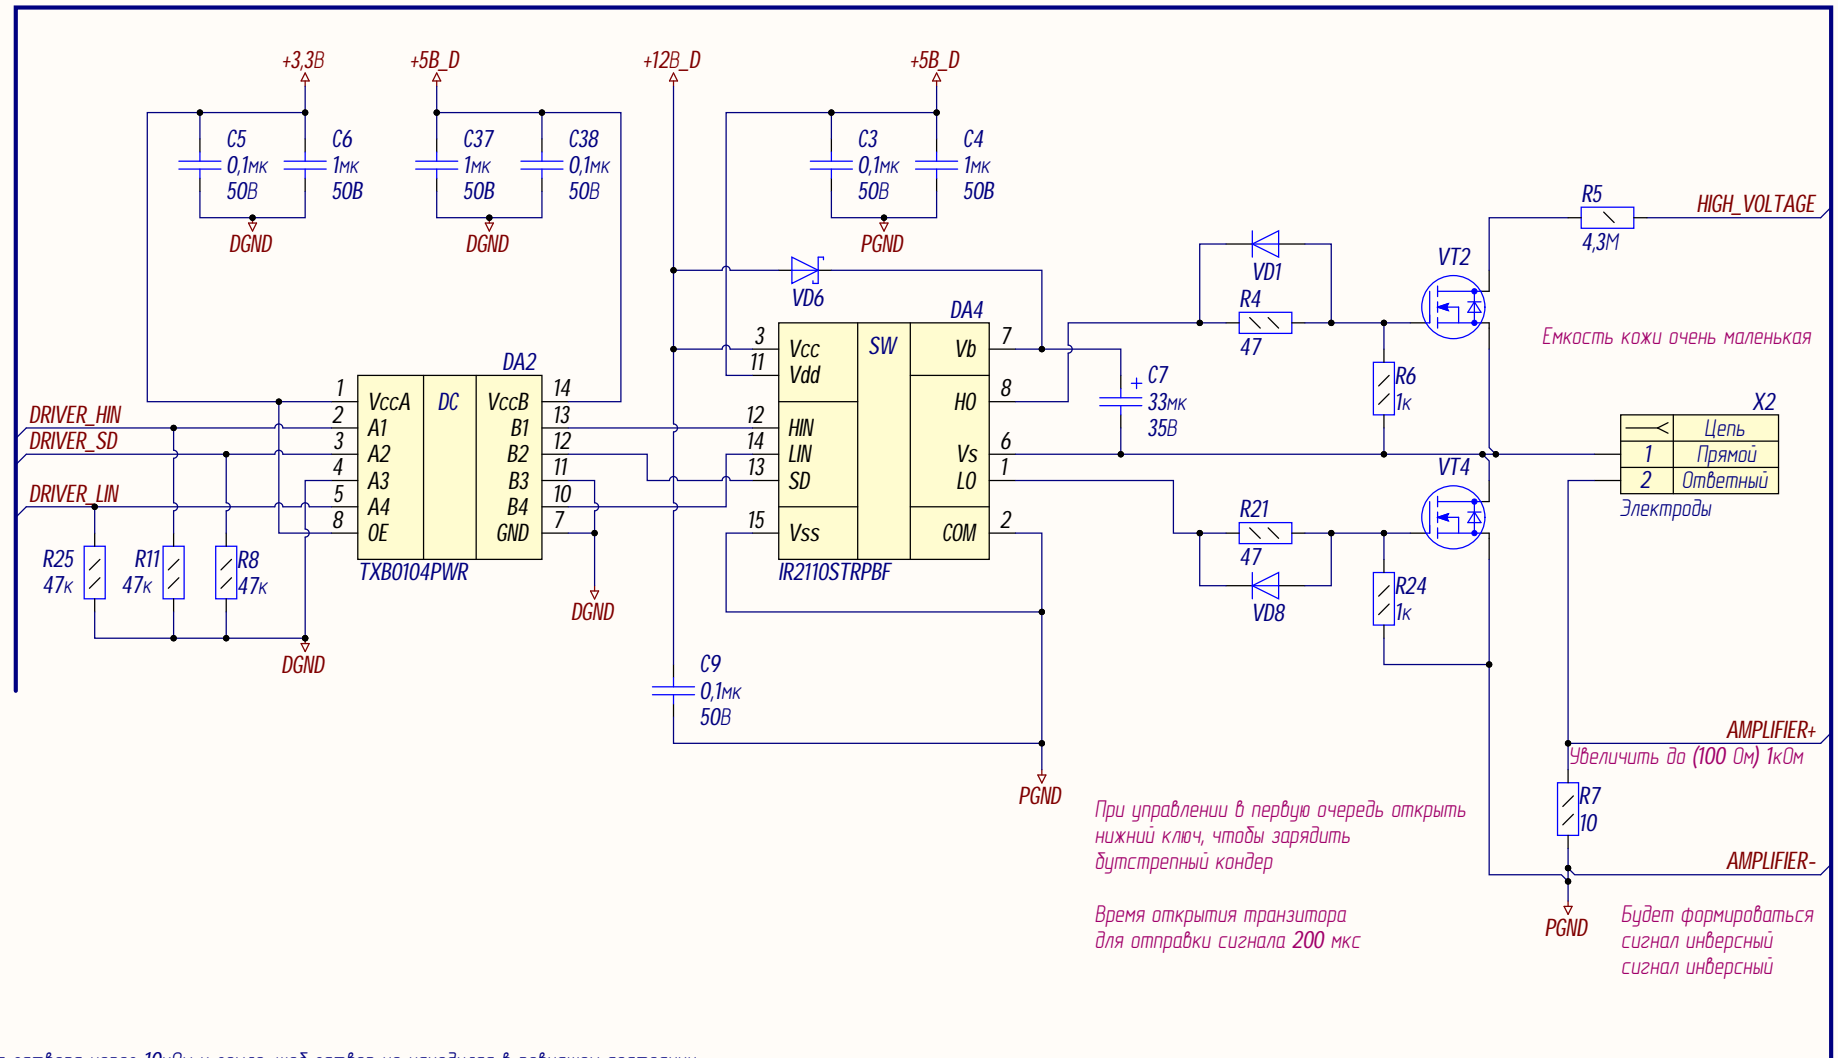 +3,3В
+5В_D
+12В_D
+5В_D
C5
0,1мк
50В
C6
1мк
50В
C37
1мк
50В
C38
0,1мк
50В
C3
0,1мк
50В
C4
1мк
50В
DGND
DGND
PGND
R5
4,3М
HIGH_VOLTAGE
VD1
VT2
VD6
R4
47
DA4
Емкость кожи очень маленькая
3 Vcc SW Vb 7
11 Vdd
HO 8
12 HIN
14 LIN Vs 6
13 SD LO 1
15 Vss COM 2
IR2110STRPBF
C7
+
33мк
35В
R6
1к
DA2
1 VccA DC VccB 14
2 A1 B1 13
3 A2 B2 12
4 A3 B3 11
5 A4 B4 10
8 OE GND 7
TXB0104PWR
DRIVER_HIN
DRIVER_SD
DRIVER_LIN
X2
Цепь
1 Прямой
2 Ответный
Электроды
VT4
R21
47
VD8
R24
1к
R25
47к
R11
47к
R8
47к
DGND
DGND
C9
0,1мк
50В
PGND
AMPLIFIER+
Увеличить до (100 Ом) 1кОм
R7
10
AMPLIFIER-
PGND
При управлении в первую очередь открыть
нижний ключ, чтобы зарядить
бутстрепный кондер
Время открытия транзитора
для отправки сигнала 200 мкс
Будет формироваться
сигнал инверсный
сигнал инверсный